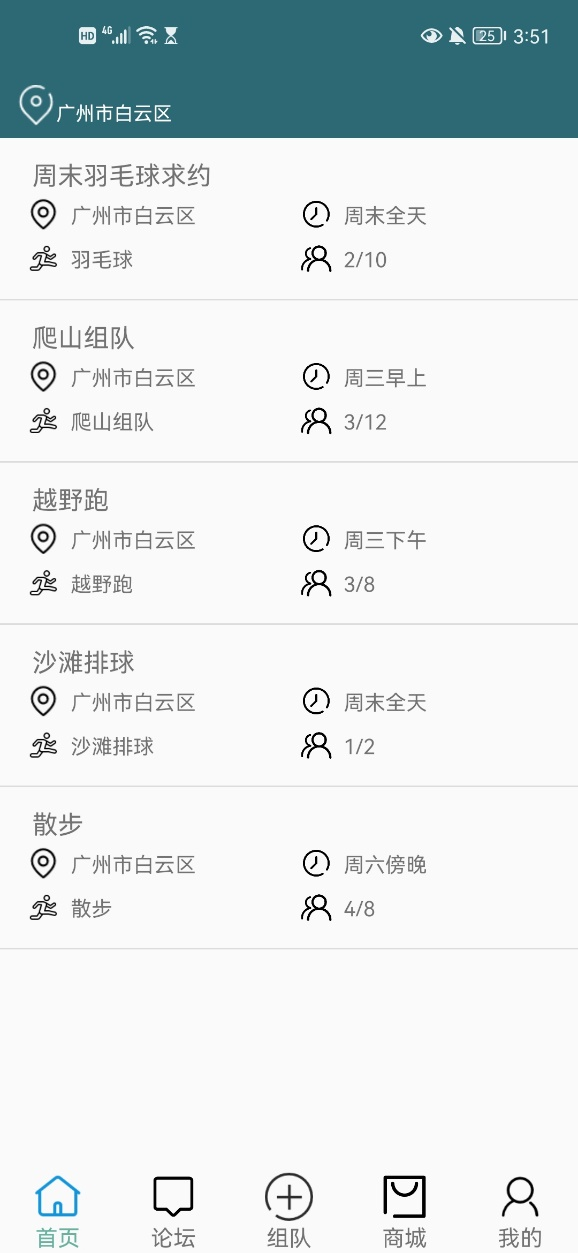 HD 4G 25 3:51
广州市白云区
周末羽毛球求约
广州市白云区 周末全天
羽毛球 2/10
爬山组队
广州市白云区 周三早上
爬山组队 3/12
越野跑
广州市白云区 周三下午
越野跑 3/8
沙滩排球
广州市白云区 周末全天
沙滩排球 1/2
散步
广州市白云区 周六傍晚
散步 4/8
首页 论坛 组队 商城 我的